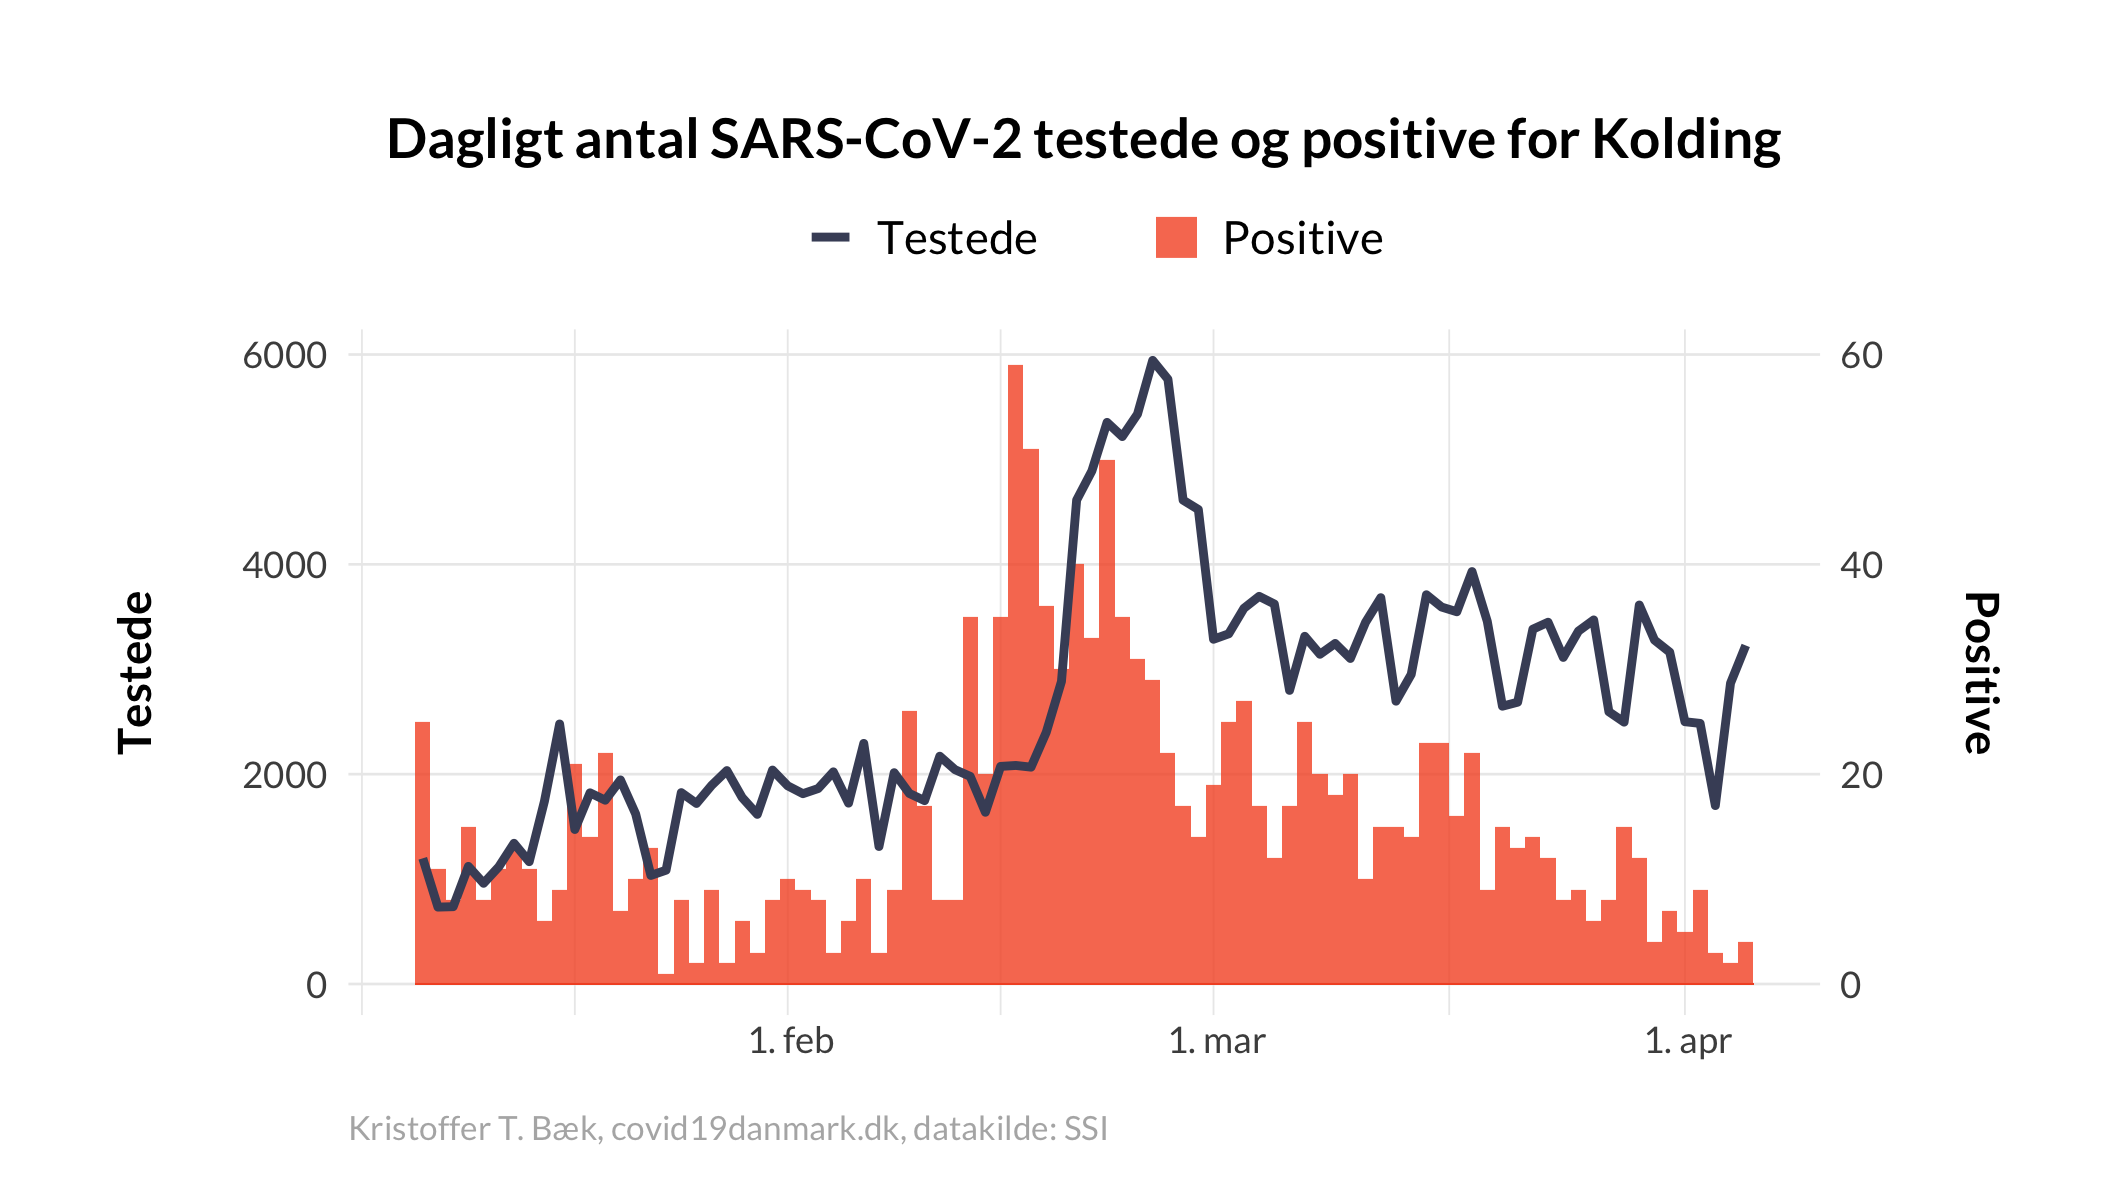 Dagligt antal SARS-CoV-2 testede og positive for Kolding
Testede Positive
6000 60
4000 40
Testede
Positive
2000 20
0 0
1. feb 1. mar 1. apr
Kristoffer T. Bæk, covid19danmark.dk, datakilde: SSI